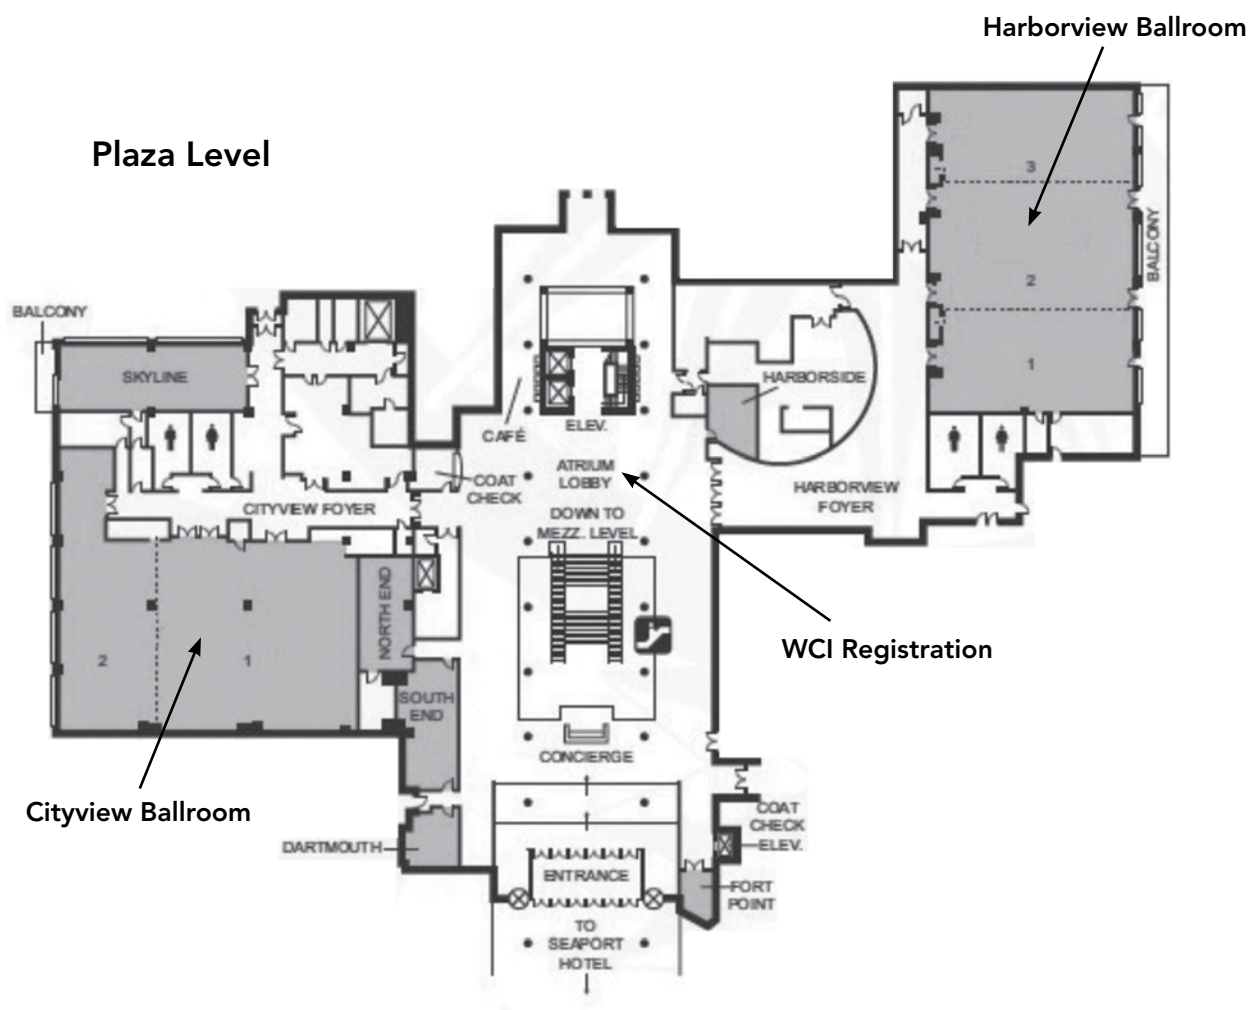 Harborview Ballroom
Plaza Level
3
BALCONY
2
BALCONY
1
SKYLINE
HARBORSIDE
CAFÉ
ELEV.
ATRIUM
LOBBY
COAT
CHECK
HARBORVIEW
FOYER
CITYVIEW FOYER
DOWN TO
MEZZ. LEVEL
NORTH END
WCI Registration
2
1
SOUTH
END
CONCIERGE
Cityview Ballroom
COAT
CHECK
ELEV.
DARTMOUTH
ENTRANCE
FORT
POINT
TO
SEAPORT
HOTEL